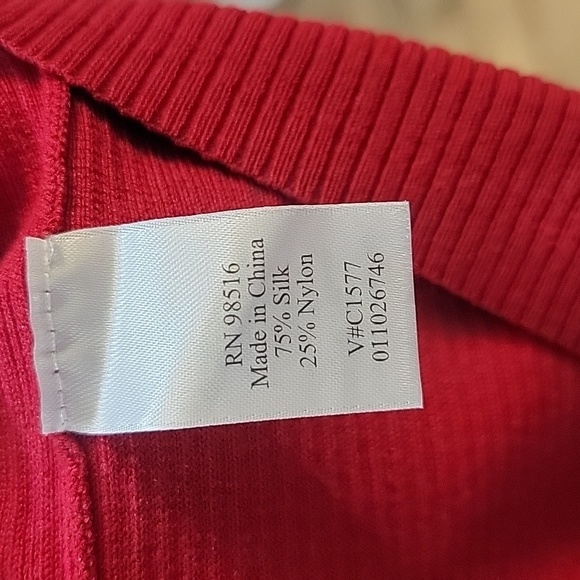 RN 98516
Made in China
75% Silk
25% Nylon
V#C1577
011026746